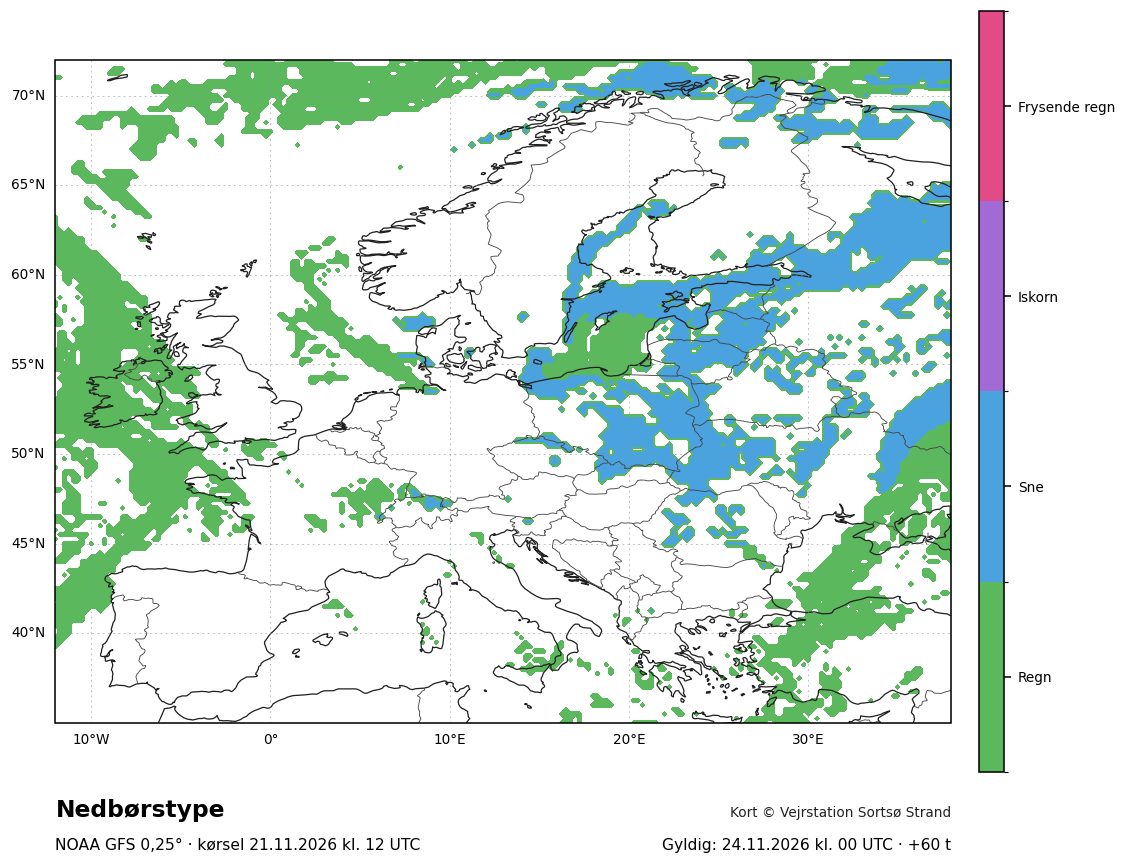 Frysende regn
Iskorn
Sne
Regn
70°N
65°N
60°N
55°N
50°N
45°N
40°N
10°W
0°
10°E
20°E
30°E
Nedbørstype
Kort © Vejrstation Sortsø Strand
NOAA GFS 0,25° · kørsel 21.11.2026 kl. 12 UTC
Gyldig: 24.11.2026 kl. 00 UTC · +60 t